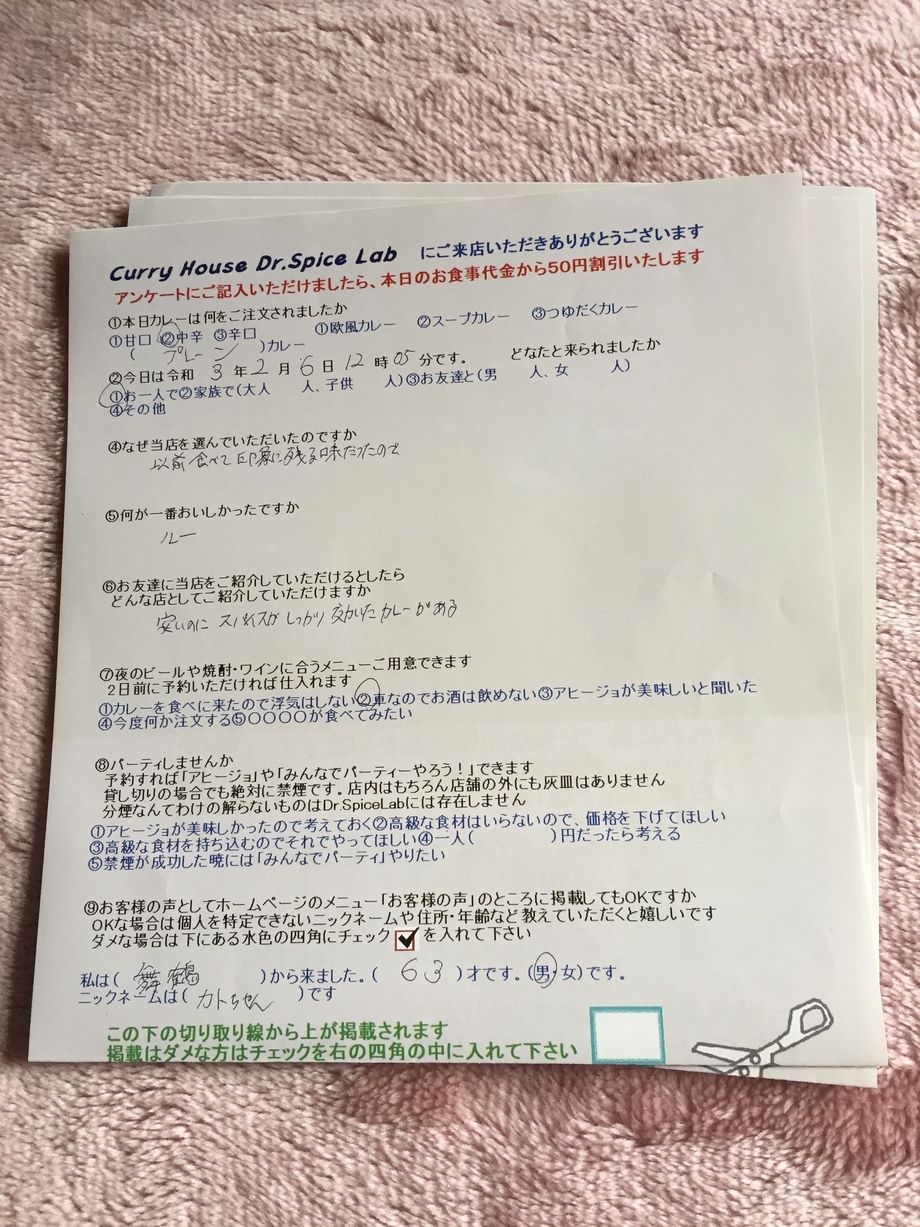 Curry House Dr.Spice Lab にご来店いただきありがとうございます
アンケートにご記入いただけましたら、本日のお食事代金から50円割引いたします
①本日カレーは何をご注文されましたか
①甘口 ②中辛 ③辛口 ①欧風カレー ②スープカレー ③つゆだくカレー
(プレーン)カレー
②今日は令和 3 年 2 月 6 日 12 時 05 分です。 どなたと来られましたか
①お一人で②家族で(大人 人、子供 人)③お友達と(男 人、女 人)
④その他
④なぜ当店を選んでいただいたのですか
以前食べて印象に残る味だったので
⑤何が一番おいしかったですか
ルー
⑥お友達に当店をご紹介していただけるとしたら
どんな店としてご紹介していただけますか
安いのに スパイスが しっかり 効いたカレーがある
⑦夜のビールや焼酎・ワインに合うメニューご用意できます
2日前に予約いただければ仕入れます
①カレーを食べに来たので浮気はしない②車なのでお酒は飲めない③アヒージョが美味しいと聞いた
④今度何か注文する⑤〇〇〇〇が食べてみたい
⑧パーティしませんか
予約すれば「アヒージョ」や「みんなでパーティーやろう!」できます
貸し切りの場合でも絶対に禁煙です。店内はもちろん店舗の外にも灰皿はありません
分煙なんてわけの解らないものはDr.SpiceLabには存在しません
①アヒージョが美味しかったので考えておく②高級な食材はいらないので、価格を下げてほしい
③高級な食材を持ち込むのでそれでやってほしい④一人( )円だったら考える
⑤禁煙が成功した暁には「みんなでパーティ」やりたい
⑨お客様の声としてホームページのメニュー「お客様の声」のところに掲載してもOKですか
OKな場合は個人を特定できないニックネームや住所・年齢など教えていただくと嬉しいです
ダメな場合は下にある水色の四角にチェック を入れて下さい
私は( 舞鶴 )から来ました。( 63 )才です。(男・女)です。
ニックネームは( カトちゃん )です
この下の切り取り線から上が掲載されます
掲載はダメな方はチェックを右の四角の中に入れて下さい